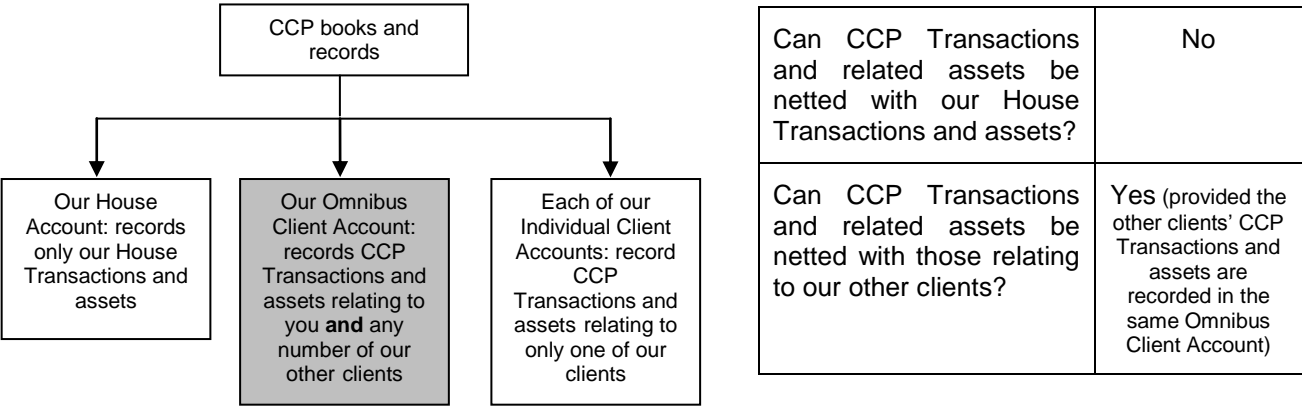 CCP books and
records
Our House
Account: records
only our House
Transactions and
assets
Our Omnibus
Client Account:
records CCP
Transactions and
assets relating to
you and any
number of our
other clients
Each of our
Individual Client
Accounts: record
CCP
Transactions and
assets relating to
only one of our
clients
Can CCP Transactions
and related assets be
netted with our House
Transactions and assets?
No
Can CCP Transactions
and related assets be
netted with those relating
to our other clients?
Yes (provided the
other clients’ CCP
Transactions and
assets are
recorded in the
same Omnibus
Client Account)